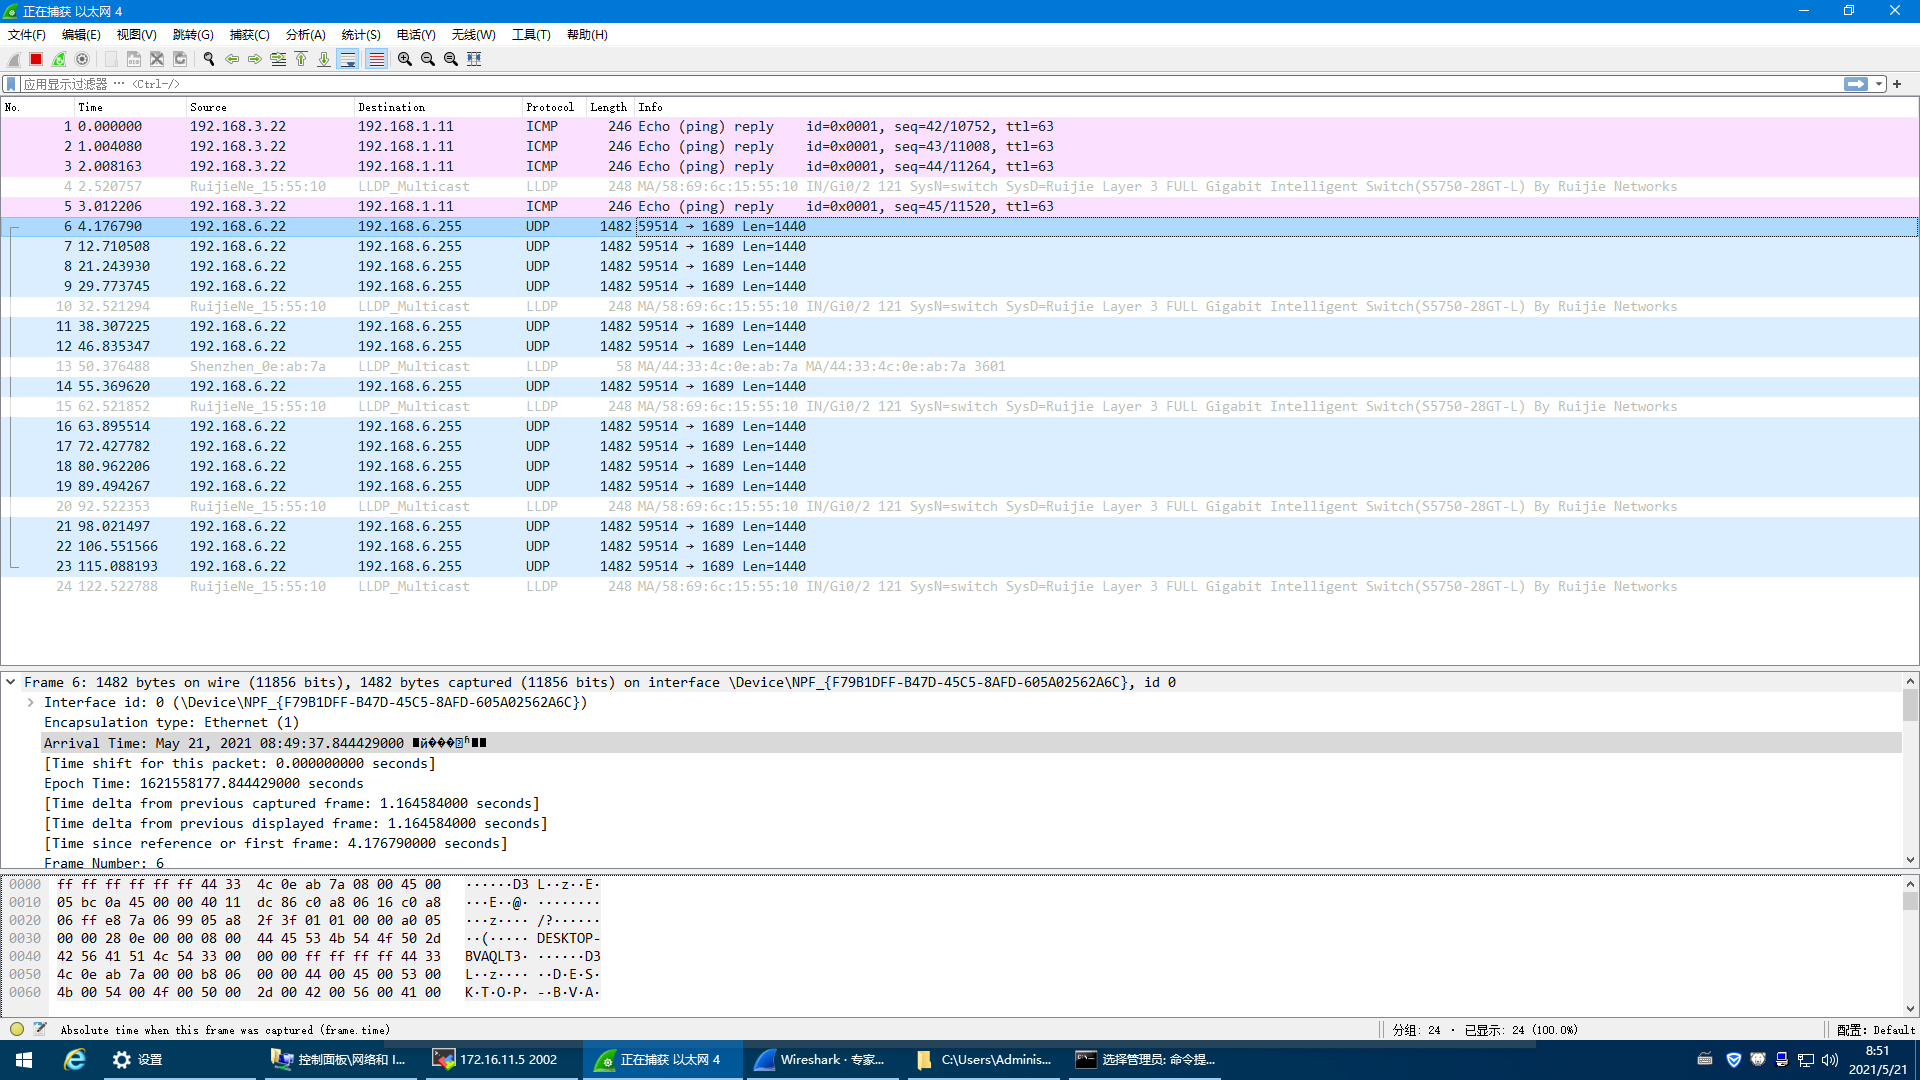 正在捕获 以太网 4
文件(F) 编辑(E) 视图(V) 跳转(G) 捕获(C) 分析(A) 统计(S) 电话(Y) 无线(W) 工具(T) 帮助(H)
应用显示过滤器 … <Ctrl-/>
No. Time Source Destination Protocol Length Info
1 0.000000 192.168.3.22 192.168.1.11 ICMP 246 Echo (ping) reply id=0x0001, seq=42/10752, ttl=63
2 1.004080 192.168.3.22 192.168.1.11 ICMP 246 Echo (ping) reply id=0x0001, seq=43/11008, ttl=63
3 2.008163 192.168.3.22 192.168.1.11 ICMP 246 Echo (ping) reply id=0x0001, seq=44/11264, ttl=63
4 2.520757 RuijieNe_15:55:10 LLDP_Multicast LLDP 248 MA/58:69:6c:15:55:10 IN/Gi0/2 121 SysN=switch SysD=Ruijie Layer 3 FULL Gigabit Intelligent Switch(S5750-28GT-L) By Ruijie Networks
5 3.012206 192.168.3.22 192.168.1.11 ICMP 246 Echo (ping) reply id=0x0001, seq=45/11520, ttl=63
6 4.176790 192.168.6.22 192.168.6.255 UDP 1482 59514 → 1689 Len=1440
7 12.710508 192.168.6.22 192.168.6.255 UDP 1482 59514 → 1689 Len=1440
8 21.243930 192.168.6.22 192.168.6.255 UDP 1482 59514 → 1689 Len=1440
9 29.773745 192.168.6.22 192.168.6.255 UDP 1482 59514 → 1689 Len=1440
10 32.521294 RuijieNe_15:55:10 LLDP_Multicast LLDP 248 MA/58:69:6c:15:55:10 IN/Gi0/2 121 SysN=switch SysD=Ruijie Layer 3 FULL Gigabit Intelligent Switch(S5750-28GT-L) By Ruijie Networks
11 38.307225 192.168.6.22 192.168.6.255 UDP 1482 59514 → 1689 Len=1440
12 46.835347 192.168.6.22 192.168.6.255 UDP 1482 59514 → 1689 Len=1440
13 50.376488 Shenzhen_0e:ab:7a LLDP_Multicast LLDP 58 MA/44:33:4c:0e:ab:7a MA/44:33:4c:0e:ab:7a 3601
14 55.369620 192.168.6.22 192.168.6.255 UDP 1482 59514 → 1689 Len=1440
15 62.521852 RuijieNe_15:55:10 LLDP_Multicast LLDP 248 MA/58:69:6c:15:55:10 IN/Gi0/2 121 SysN=switch SysD=Ruijie Layer 3 FULL Gigabit Intelligent Switch(S5750-28GT-L) By Ruijie Networks
16 63.895514 192.168.6.22 192.168.6.255 UDP 1482 59514 → 1689 Len=1440
17 72.427782 192.168.6.22 192.168.6.255 UDP 1482 59514 → 1689 Len=1440
18 80.962206 192.168.6.22 192.168.6.255 UDP 1482 59514 → 1689 Len=1440
19 89.494267 192.168.6.22 192.168.6.255 UDP 1482 59514 → 1689 Len=1440
20 92.522353 RuijieNe_15:55:10 LLDP_Multicast LLDP 248 MA/58:69:6c:15:55:10 IN/Gi0/2 121 SysN=switch SysD=Ruijie Layer 3 FULL Gigabit Intelligent Switch(S5750-28GT-L) By Ruijie Networks
21 98.021497 192.168.6.22 192.168.6.255 UDP 1482 59514 → 1689 Len=1440
22 106.551566 192.168.6.22 192.168.6.255 UDP 1482 59514 → 1689 Len=1440
23 115.088193 192.168.6.22 192.168.6.255 UDP 1482 59514 → 1689 Len=1440
24 122.522788 RuijieNe_15:55:10 LLDP_Multicast LLDP 248 MA/58:69:6c:15:55:10 IN/Gi0/2 121 SysN=switch SysD=Ruijie Layer 3 FULL Gigabit Intelligent Switch(S5750-28GT-L) By Ruijie Networks
Frame 6: 1482 bytes on wire (11856 bits), 1482 bytes captured (11856 bits) on interface \Device\NPF_{F79B1DFF-B47D-45C5-8AFD-605A02562A6C}, id 0
Interface id: 0 (\Device\NPF_{F79B1DFF-B47D-45C5-8AFD-605A02562A6C})
Encapsulation type: Ethernet (1)
Arrival Time: May 21, 2021 08:49:37.844429000
[Time shift for this packet: 0.000000000 seconds]
Epoch Time: 1621558177.844429000 seconds
[Time delta from previous captured frame: 1.164584000 seconds]
[Time delta from previous displayed frame: 1.164584000 seconds]
[Time since reference or first frame: 4.176790000 seconds]
Frame Number: 6
0000 ff ff ff ff ff ff 44 33 4c 0e ab 7a 08 00 45 00 ······D3 L··z··E·
0010 05 bc 0a 45 00 00 40 11 dc 86 c0 a8 06 16 c0 a8 ···E··@· ········
0020 06 ff e8 7a 06 99 05 a8 2f 3f 01 01 00 00 a0 05 ···z···· /?······
0030 00 00 28 0e 00 00 08 00 44 45 53 4b 54 4f 50 2d ··(····· DESKTOP-
0040 42 56 41 51 4c 54 33 00 00 00 ff ff ff ff 44 33 BVAQLT3· ······D3
0050 4c 0e ab 7a 00 00 b8 06 00 00 44 00 45 00 53 00 L··z···· ··D·E·S·
0060 4b 00 54 00 4f 00 50 00 2d 00 42 00 56 00 41 00 K·T·O·P· -·B·V·A·
Absolute time when this frame was captured (frame.time) 分组: 24 · 已显示: 24 (100.0%) 配置: Default
设置 控制面板\网络和 I... 172.16.11.5 2002 正在捕获 以太网 4 Wireshark · 专家... C:\Users\Adminis... 选择管理员: 命令提...
8:51
2021/5/21